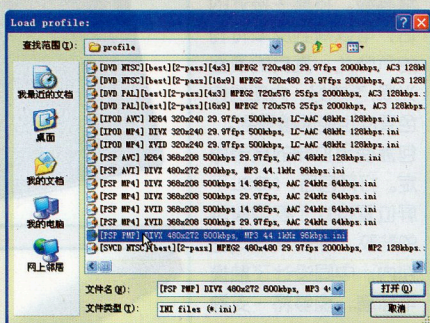 Load profile:
查找范围(I):
profile
[DVD NTSC][best][2-pass][4x3] MPEG2 720x480 29.97fps 2000kbps, AC3 128kb
[DVD NTSC][best][2-pass][16x9] MPEG2 720x480 29.97fps 2000kbps, AC3 128
[DVD PAL][best][2-pass][4x3] MPEG2 720x576 25fps 2000kbps, AC3 128kbps.
[DVD PAL][best][2-pass][16x9] MPEG2 720x576 25fps 2000kbps, AC3 128kbps.
[IPOD AVC] H264 320x240 29.97fps 500kbps, LC-AAC 48kHz 128kbps.ini
[IPOD MP4] DIVX 320x240 29.97fps 500kbps, LC-AAC 48kHz 128kbps.ini
[IPOD MP4] XVID 320x240 29.97fps 500kbps, LC-AAC 48kHz 128kbps.ini
[PSP AVC] H264 368x208 500kbps 29.97fps, AAC 48kHz 128kbps.ini
[PSP AVI] DIVX 480x272 600kbps, MP3 44.1kHz 96kbps.ini
[PSP MP4] DIVX 368x208 500kbps 14.98fps, AAC 24kHz 64kbps.ini
[PSP MP4] DIVX 368x208 500kbps 29.97fps, AAC 24kHz 64kbps.ini
[PSP MP4] XVID 368x208 500kbps 14.98fps, AAC 24kHz 64kbps.ini
[PSP MP4] XVID 368x208 500kbps 29.97fps, AAC 24kHz 64kbps.ini
[PSP PMP] DIVX 480x272 600kbps, MP3 44.1kHz 96kbps.ini
[SVCD NTSC][best][2-pass] MPEG2 480x480 29.97fps 2000kbps, MP2 128kbps.
我最近的文档
桌面
我的文档
我的电脑
网上邻居
文件名(N):
[PSP PMP] DIVX 480x272 600kbps, MP3 4
打开(O)
文件类型(T):
INI files (*.ini)
取消